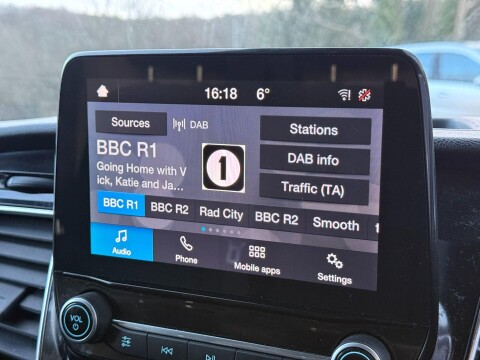 16:18 6°
Sources DAB
BBC R1
Going Home with V
ick, Katie and Ja...
1
Stations
DAB info
Traffic (TA)
BBC R1 BBC R2 Rad City BBC R2 Smooth
Audio Phone Mobile apps Settings
VOL